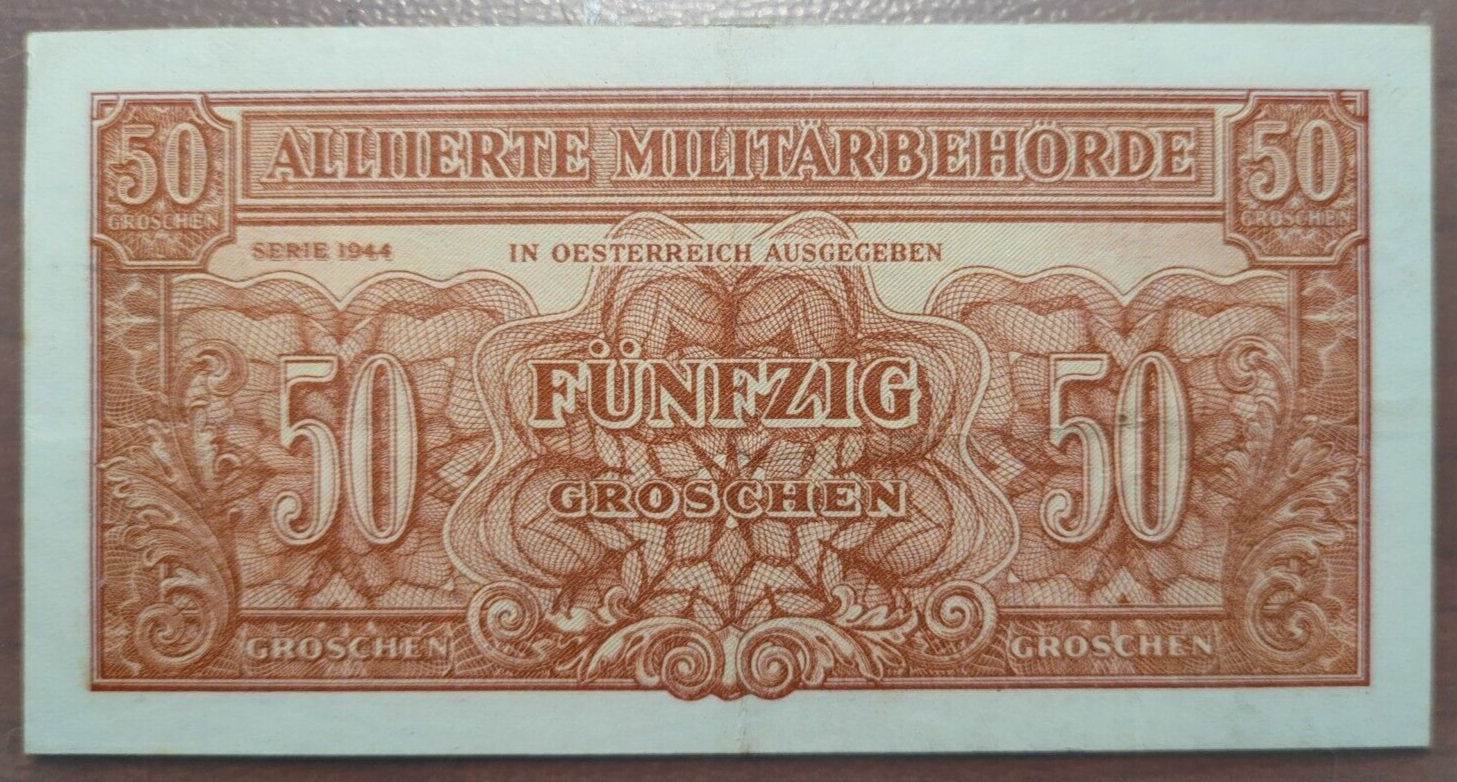 50 ALLIIERTE MILITÄRBEHÖRDE 50
GROSCHEN GROSCHEN
SERIE 1944 IN OESTERREICH AUSGEGEBEN
50 FÜNFZIG 50
GROSCHEN
GROSCHEN GROSCHEN